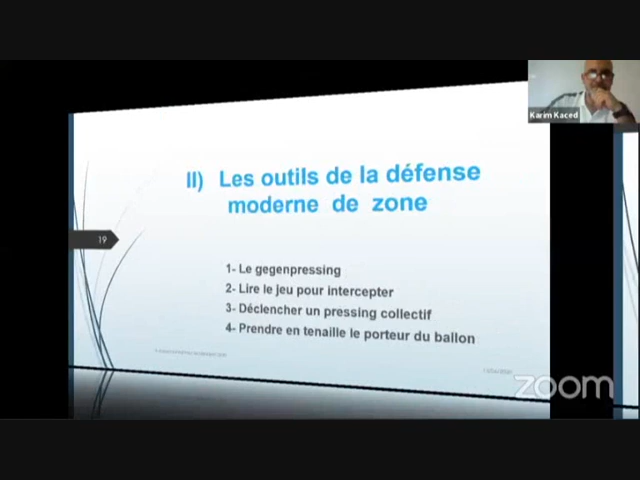 Karim Kaced
II) Les outils de la défense
moderne de zone
19
1- Le gegenpressing
2- Lire le jeu pour intercepter
3- Déclencher un pressing collectif
4- Prendre en tenaille le porteur du ballon
zoom